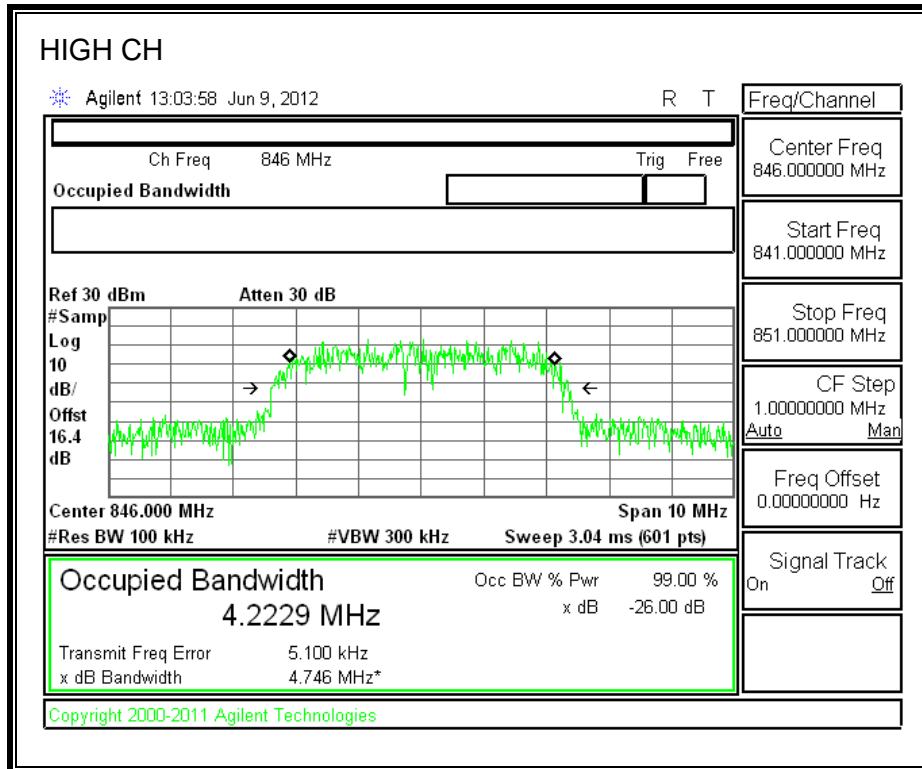 HIGH CH
Agilent 13:03:58 Jun 9, 2012 R T
Freq/Channel
Ch Freq 846 MHz Trig Free
Occupied Bandwidth
Center Freq
846.000000 MHz
Start Freq
841.000000 MHz
Stop Freq
851.000000 MHz
CF Step
1.00000000 MHz
Auto Man
Freq Offset
0.00000000 Hz
Signal Track
On Off
Ref 30 dBm Atten 30 dB
#Samp
Log
10
dB/
Offst
16.4
dB
Center 846.000 MHz Span 10 MHz
#Res BW 100 kHz #VBW 300 kHz Sweep 3.04 ms (601 pts)
Occupied Bandwidth Occ BW % Pwr 99.00 %
4.2229 MHz x dB -26.00 dB
Transmit Freq Error 5.100 kHz
x dB Bandwidth 4.746 MHz*
Copyright 2000-2011 Agilent Technologies